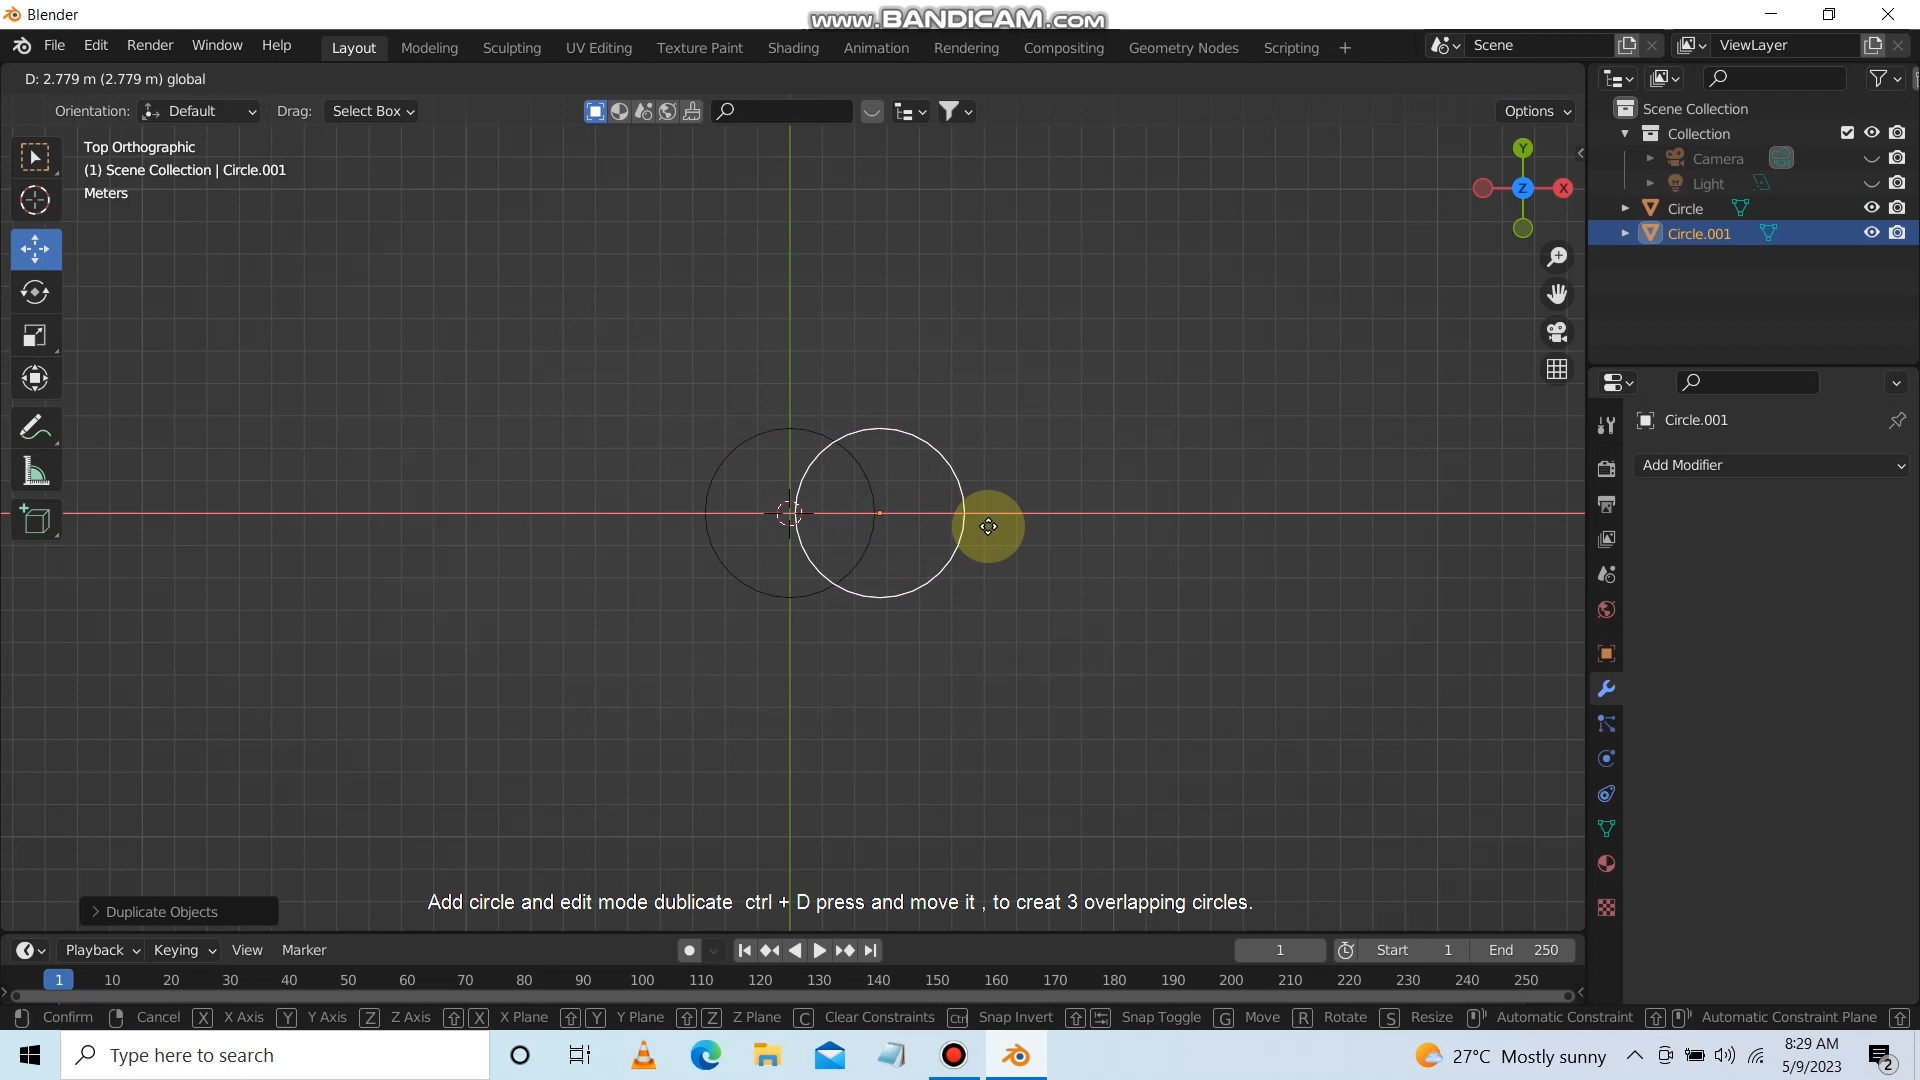 Blender
www.BANDICAM.com
File Edit Render Window Help
Layout Modeling Sculpting UV Editing Texture Paint Shading Animation Rendering Compositing Geometry Nodes Scripting +
Scene
ViewLayer
D: 2.779 m (2.779 m) global
Orientation: Default Drag: Select Box
Options
Top Orthographic
(1) Scene Collection | Circle.001
Meters
Y
Z
X
Scene Collection
Collection
Camera
Light
Circle
Circle.001
Circle.001
Add Modifier
Duplicate Objects
Add circle and edit mode dublicate ctrl + D press and move it , to creat 3 overlapping circles.
Playback Keying View Marker
1
Start 1 End 250
1 10 20 30 40 50 60 70 80 90 100 110 120 130 140 150 160 170 180 190 200 210 220 230 240 250
Confirm Cancel X X Axis Y Y Axis Z Z Axis X X Plane Y Y Plane Z Z Plane C Clear Constraints Ctrl Snap Invert Snap Toggle G Move R Rotate S Resize Automatic Constraint Automatic Constraint Plane
Type here to search
27°C Mostly sunny
8:29 AM
5/9/2023
2